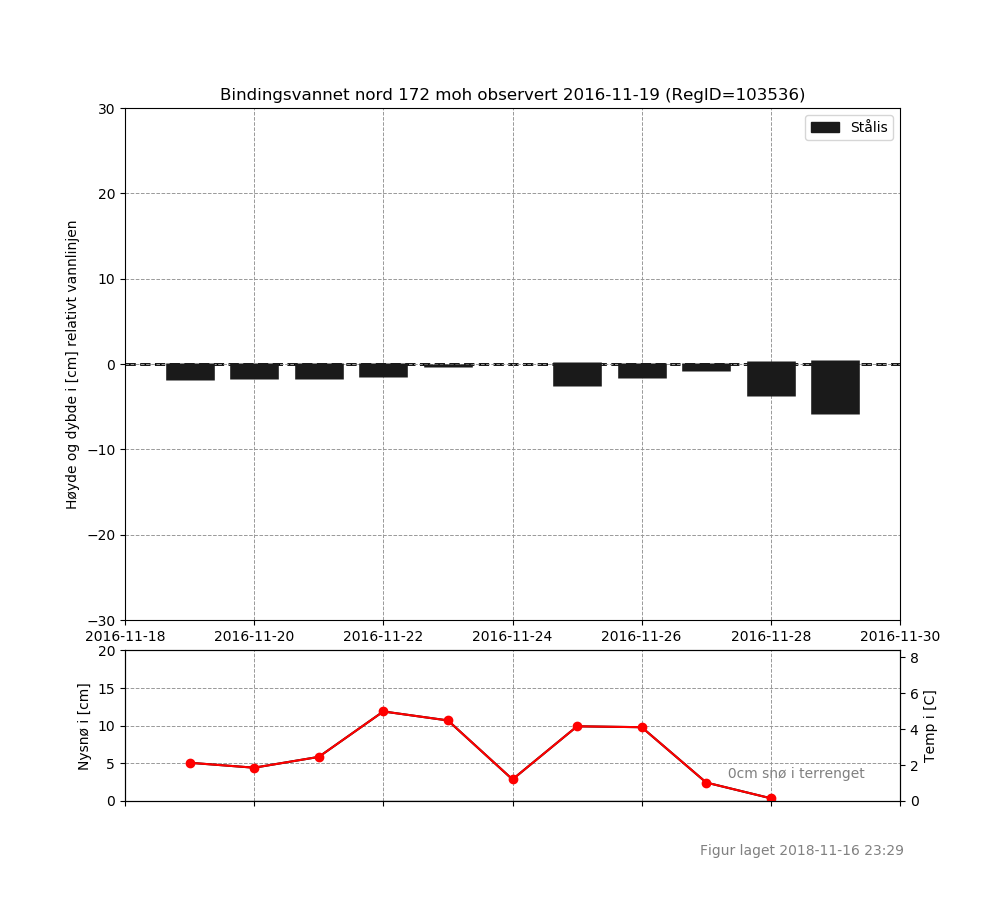 Bindingsvannet nord 172 moh observert 2016-11-19 (RegID=103536)
Stålis
Høyde og dybde i [cm] relativt vannlinjen
30
20
10
0
−10
−20
−30
2016-11-18 2016-11-20 2016-11-22 2016-11-24 2016-11-26 2016-11-28 2016-11-30
Nysnø i [cm]
20
15
10
5
0
0cm snø i terrenget
8
6
4
2
0
Temp i [C]
Figur laget 2018-11-16 23:29